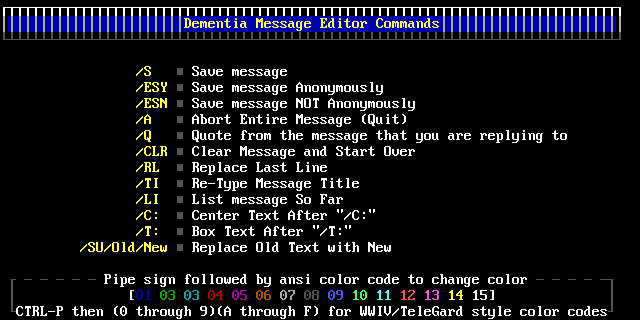 Dementia Message Editor Commands
/S ■ Save message
/ESY ■ Save message Anonymously
/ESN ■ Save message NOT Anonymously
/A ■ Abort Entire Message (Quit)
/Q ■ Quote from the message that you are replying to
/CLR ■ Clear Message and Start Over
/RL ■ Replace Last Line
/TI ■ Re-Type Message Title
/LI ■ List message So Far
/C: ■ Center Text After "/C:"
/T: ■ Box Text After "/T:"
/SU/Old/New ■ Replace Old Text with New
Pipe sign followed by ansi color code to change color
[01 03 03 04 05 06 07 08 09 10 11 12 13 14 15]
CTRL-P then (0 through 9)(A through F) for WWIV/TeleGard style color codes